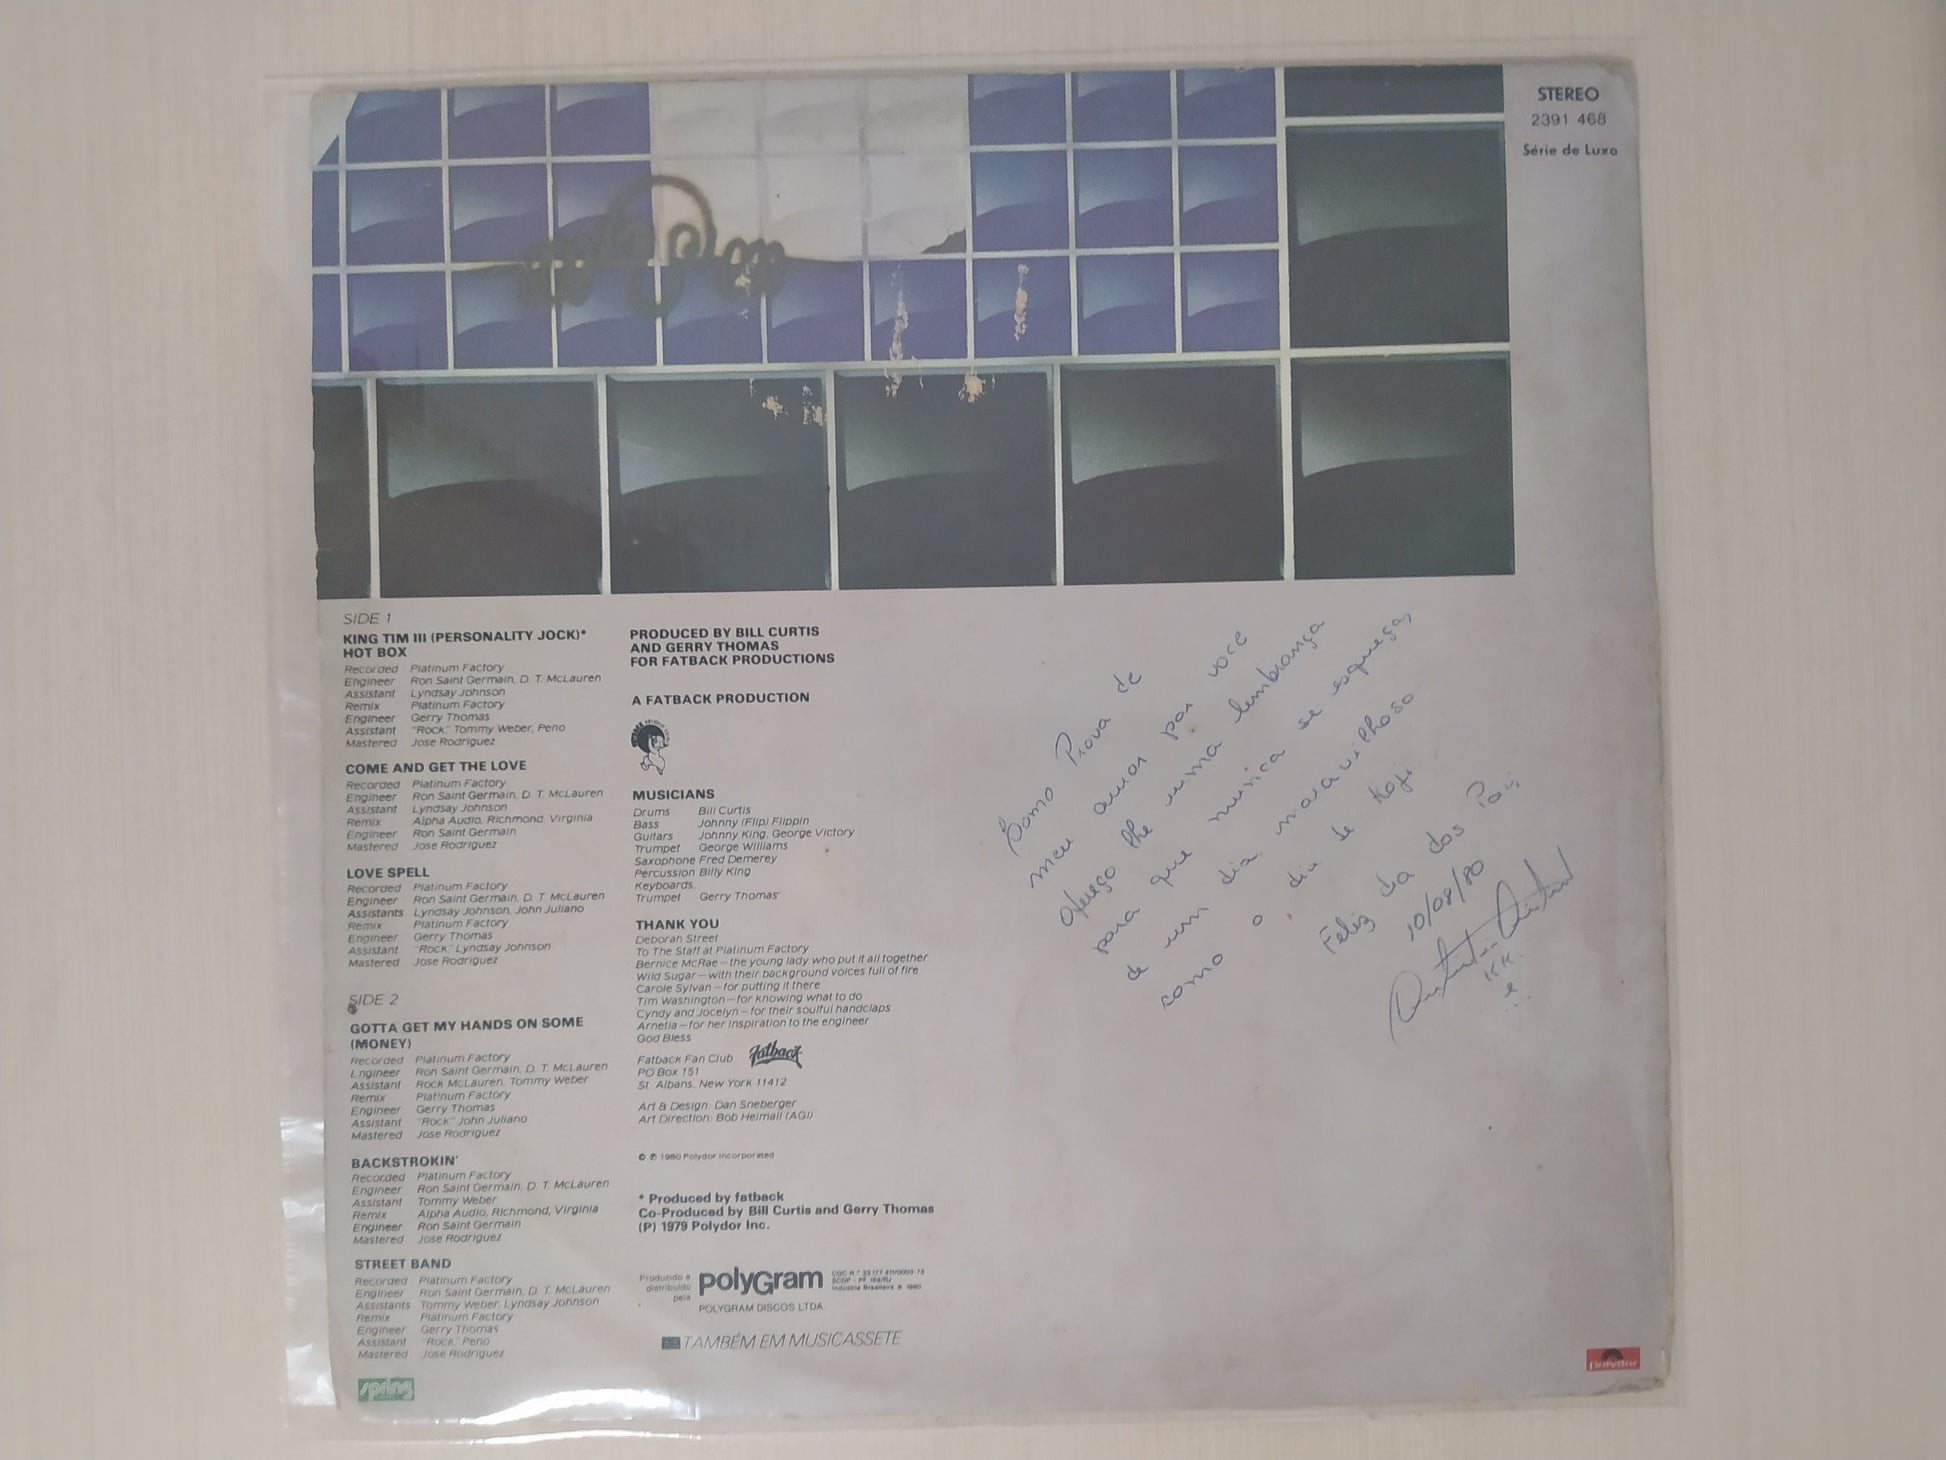 STEREO
2391 468
Série de Luxo
SIDE 1
KING TIM III (PERSONALITY JOCK)*
HOT BOX
Recorded Platinum Factory
Engineer Ron Saint Germain, D. T. McLauren
Assistant Lyndsay Johnson
Remix Platinum Factory
Engineer Gerry Thomas
Assistant "Rock," Tommy Weber, Peno
Mastered Jose Rodriguez
COME AND GET THE LOVE
Recorded Platinum Factory
Engineer Ron Saint Germain, D. T. McLauren
Assistant Lyndsay Johnson
Remix Alpha Audio, Richmond, Virginia
Engineer Ron Saint Germain
Mastered Jose Rodriguez
LOVE SPELL
Recorded Platinum Factory
Engineer Ron Saint Germain, D. T. McLauren
Assistants Lyndsay Johnson, John Juliano
Remix Platinum Factory
Engineer Gerry Thomas
Assistant "Rock," Lyndsay Johnson
Mastered Jose Rodriguez
SIDE 2
GOTTA GET MY HANDS ON SOME
(MONEY)
Recorded Platinum Factory
Engineer Ron Saint Germain, D. T. McLauren
Assistant Rock McLauren, Tommy Weber
Remix Platinum Factory
Engineer Gerry Thomas
Assistant "Rock," John Juliano
Mastered Jose Rodriguez
BACKSTROKIN'
Recorded Platinum Factory
Engineer Ron Saint Germain, D. T. McLauren
Assistant Tommy Weber
Remix Alpha Audio, Richmond, Virginia
Engineer Ron Saint Germain
Mastered Jose Rodriguez
STREET BAND
Recorded Platinum Factory
Engineer Ron Saint Germain, D. T. McLauren
Assistants Tommy Weber, Lyndsay Johnson
Remix Platinum Factory
Engineer Gerry Thomas
Assistant "Rock," Peno
Mastered Jose Rodriguez
spring
PRODUCED BY BILL CURTIS
AND GERRY THOMAS
FOR FATBACK PRODUCTIONS
A FATBACK PRODUCTION
MUSICIANS
Drums Bill Curtis
Bass Johnny (Flip) Flippin
Guitars Johnny King, George Victory
Trumpet George Williams
Saxophone Fred Demerey
Percussion Billy King
Keyboards,
Trumpet Gerry Thomas
THANK YOU
Deborah Street
To The Staff at Platinum Factory
Bernice McRae – the young lady who put it all together
Wild Sugar – with their background voices full of fire
Carole Sylvan – for putting it there
Tim Washington – for knowing what to do
Cyndy and Jocelyn – for their soulful handclaps
Arnetia – for her inspiration to the engineer
God Bless
Fatback Fan Club Fatback
PO Box 151
St. Albans, New York 11412
Art & Design: Dan Sneberger
Art Direction: Bob Heimall (AGI)
© ℗ 1980 Polydor Incorporated
* Produced by fatback
Co-Produced by Bill Curtis and Gerry Thomas
(P) 1979 Polydor Inc.
Produzido e
distribuído
pela
polyGram
Indústria Brasileira ℗ 1980
POLYGRAM DISCOS LTDA
TAMBÉM EM MUSICASSETE
Como Prova de
meu amor por você
ofereço lhe uma lembrança
para que nunca se esqueça,
de um dia maravilhoso
como o dia de hoje.
Feliz dia dos Pais
10/08/80
polydor